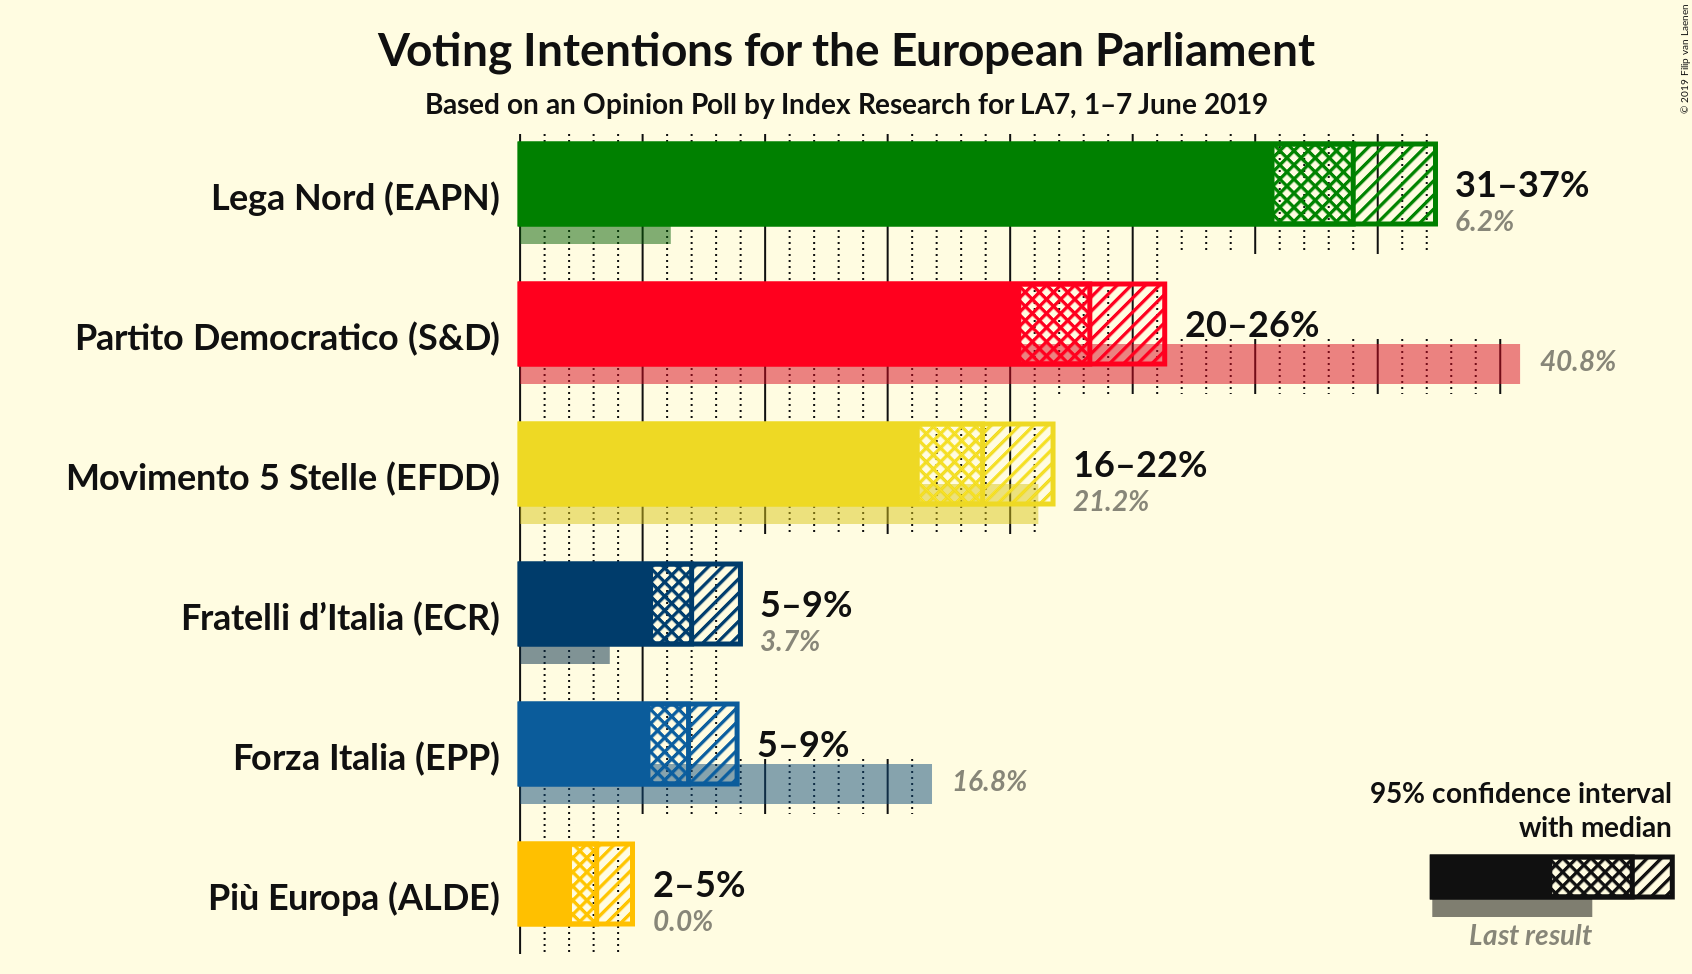 Voting Intentions for the European Parliament
Based on an Opinion Poll by Index Research for LA7, 1–7 June 2019
© 2019 Filip van Laenen
Lega Nord (EAPN)
31–37%
6.2%
Partito Democratico (S&D)
20–26%
40.8%
Movimento 5 Stelle (EFDD)
16–22%
21.2%
Fratelli d’Italia (ECR)
5–9%
3.7%
Forza Italia (EPP)
5–9%
16.8%
Più Europa (ALDE)
2–5%
0.0%
95% confidence interval
with median
Last result